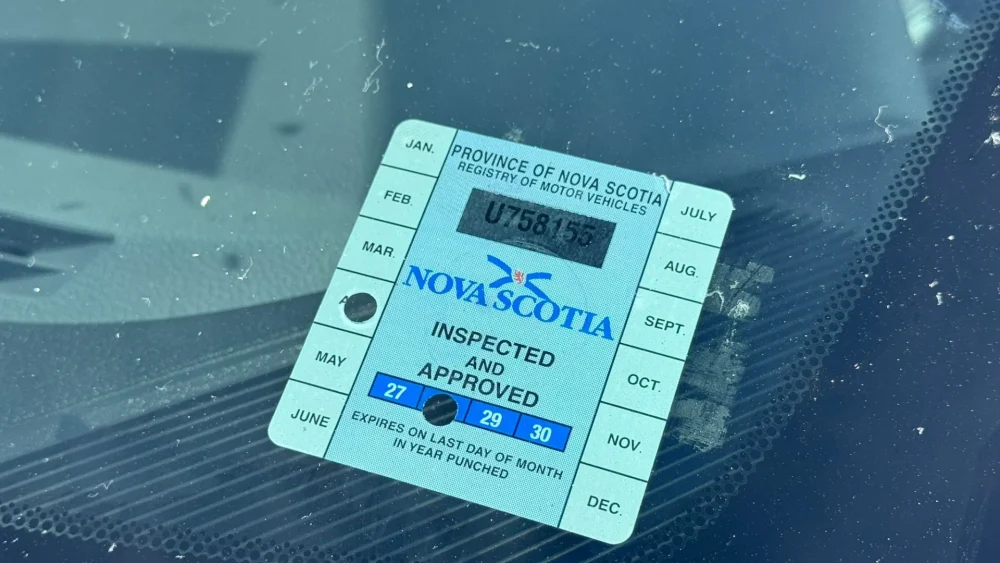 JAN.
FEB.
MAR.
MAY
JUNE
PROVINCE OF NOVA SCOTIA
REGISTRY OF MOTOR VEHICLES
U758155
NOVA SCOTIA
INSPECTED
AND
APPROVED
27 29 30
EXPIRES ON LAST DAY OF MONTH
IN YEAR PUNCHED
JULY
AUG.
SEPT.
OCT.
NOV.
DEC.